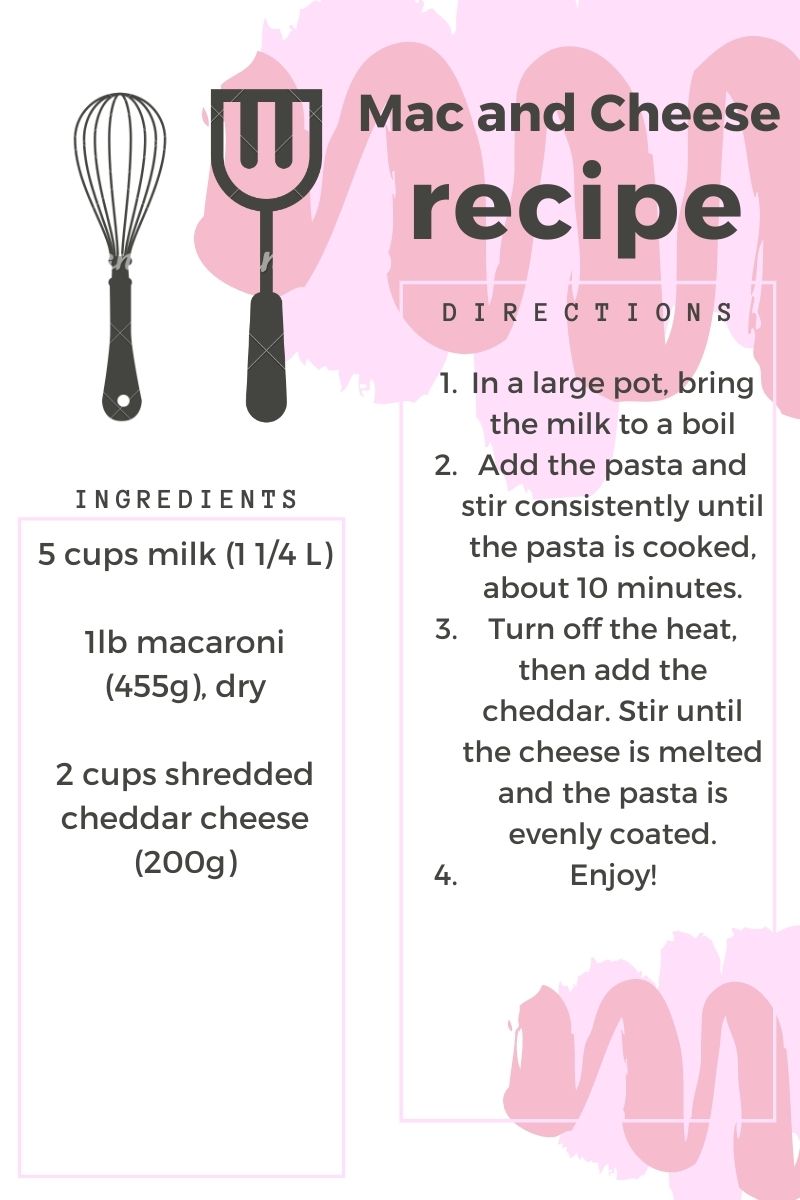 Mac and Cheese
recipe
DIRECTIONS
1. In a large pot, bring
the milk to a boil
2. Add the pasta and
stir consistently until
the pasta is cooked,
about 10 minutes.
3. Turn off the heat,
then add the
cheddar. Stir until
the cheese is melted
and the pasta is
evenly coated.
4. Enjoy!
INGREDIENTS
5 cups milk (1 1/4 L)
1lb macaroni
(455g), dry
2 cups shredded
cheddar cheese
(200g)